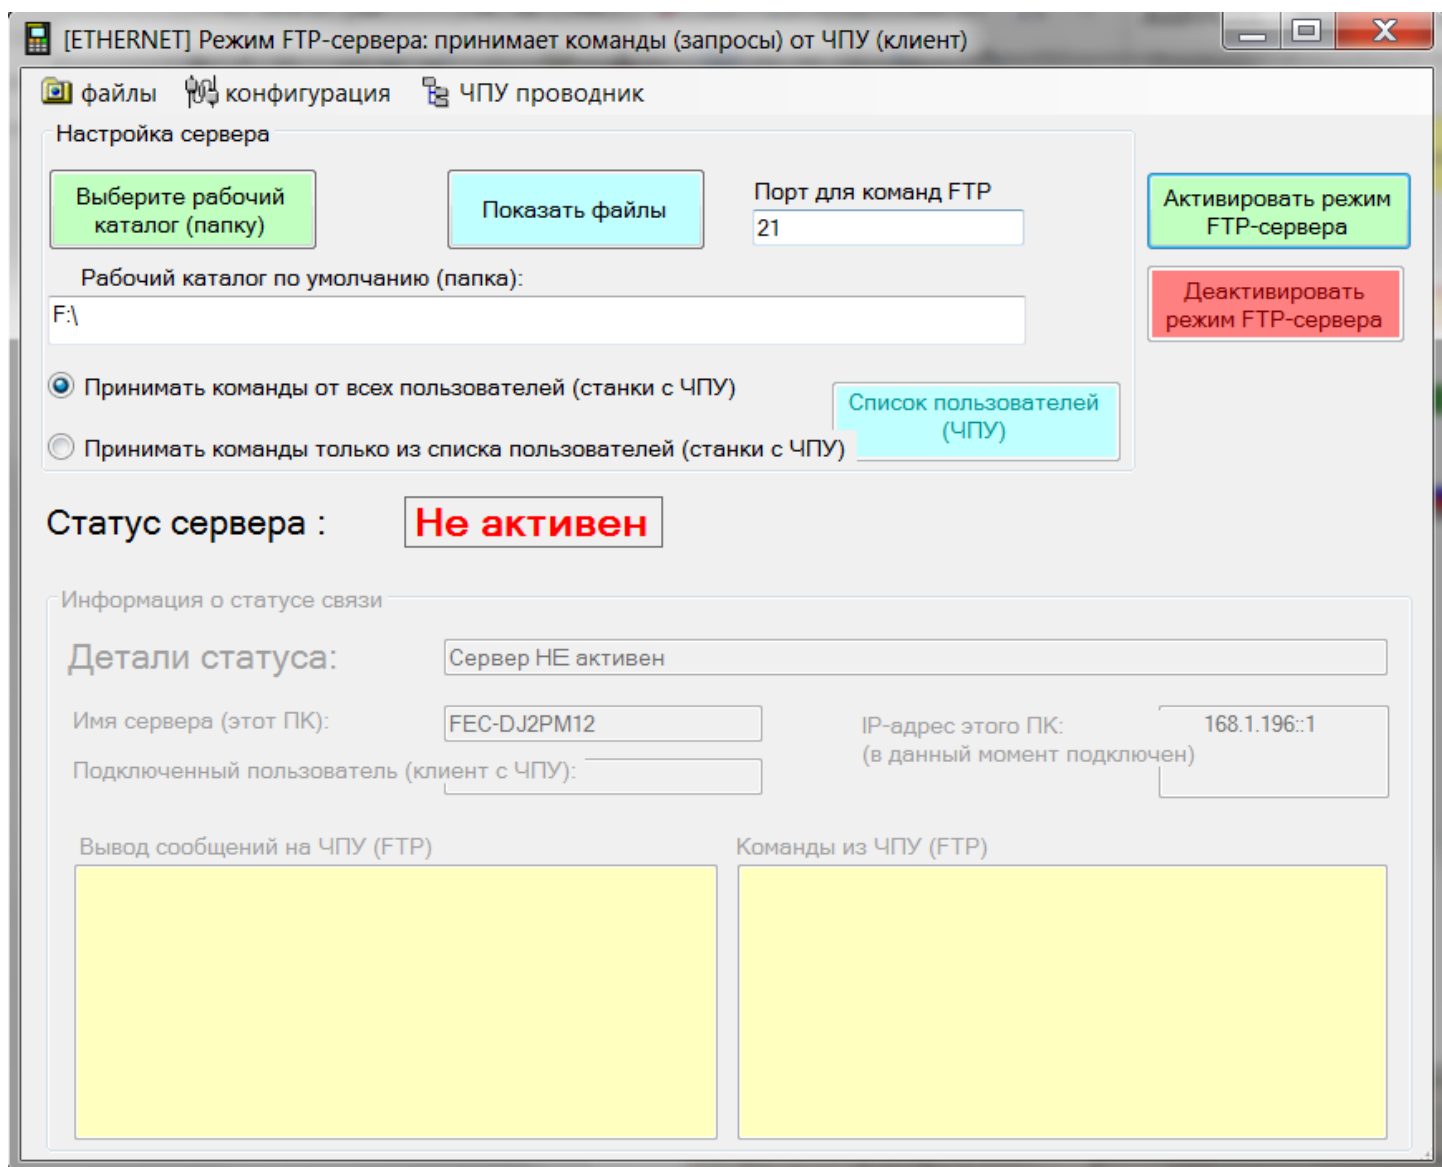 [ETHERNET] Режим FTP-сервера: принимает команды (запросы) от ЧПУ (клиент)
файлы конфигурация ЧПУ проводник
Настройка сервера
Выберите рабочий
каталог (папку)
Показать файлы
Порт для команд FTP
21
Активировать режим
FTP-сервера
Рабочий каталог по умолчанию (папка):
F:\
Деактивировать
режим FTP-сервера
Принимать команды от всех пользователей (станки с ЧПУ)
Список пользователей
(ЧПУ)
Принимать команды только из списка пользователей (станки с ЧПУ)
Статус сервера : Не активен
Информация о статусе связи
Детали статуса: Сервер НЕ активен
Имя сервера (этот ПК): FEC-DJ2PM12
IP-адрес этого ПК: 168.1.196::1
(в данный момент подключен)
Подключенный пользователь (клиент с ЧПУ):
Вывод сообщений на ЧПУ (FTP)
Команды из ЧПУ (FTP)